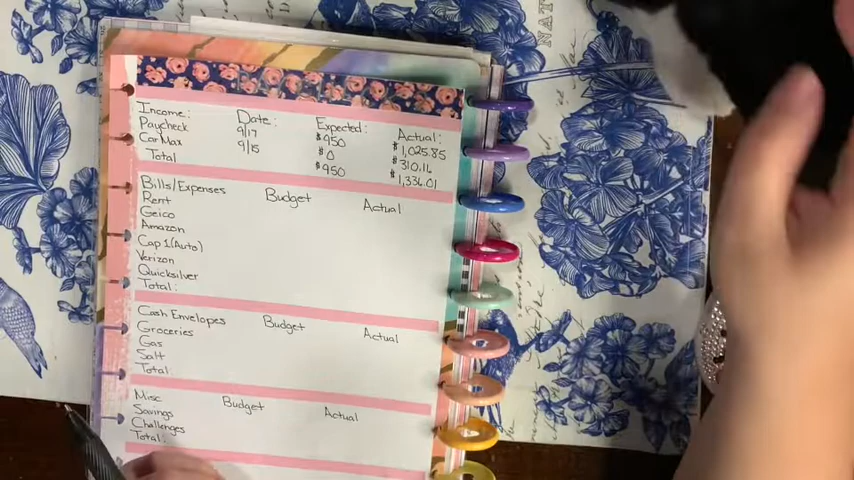 Income: Date: Expected: Actual:
Paycheck 9/17 $950 $1,025.85
CarMax 9/15 $0 $310.16
Total $950 $1,336.01
Bills/Expenses Budget Actual
Rent
Geico
Amazon
Cap 1 (Auto)
Verizon
Quicksilver
Total:
Cash Envelopes Budget Actual
Groceries
Gas
Salt
Total:
Misc Budget Actual
Savings
Challenges
Total:
NAT